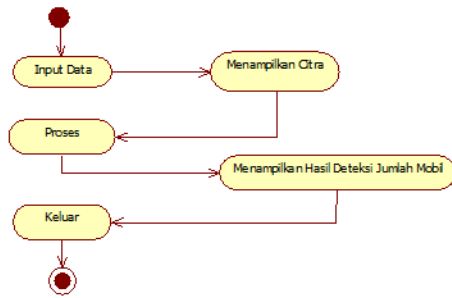 Input Data
Menampilkan Citra
Proses
Menampilkan Hasil Deteksi Jumlah Mobil
Keluar